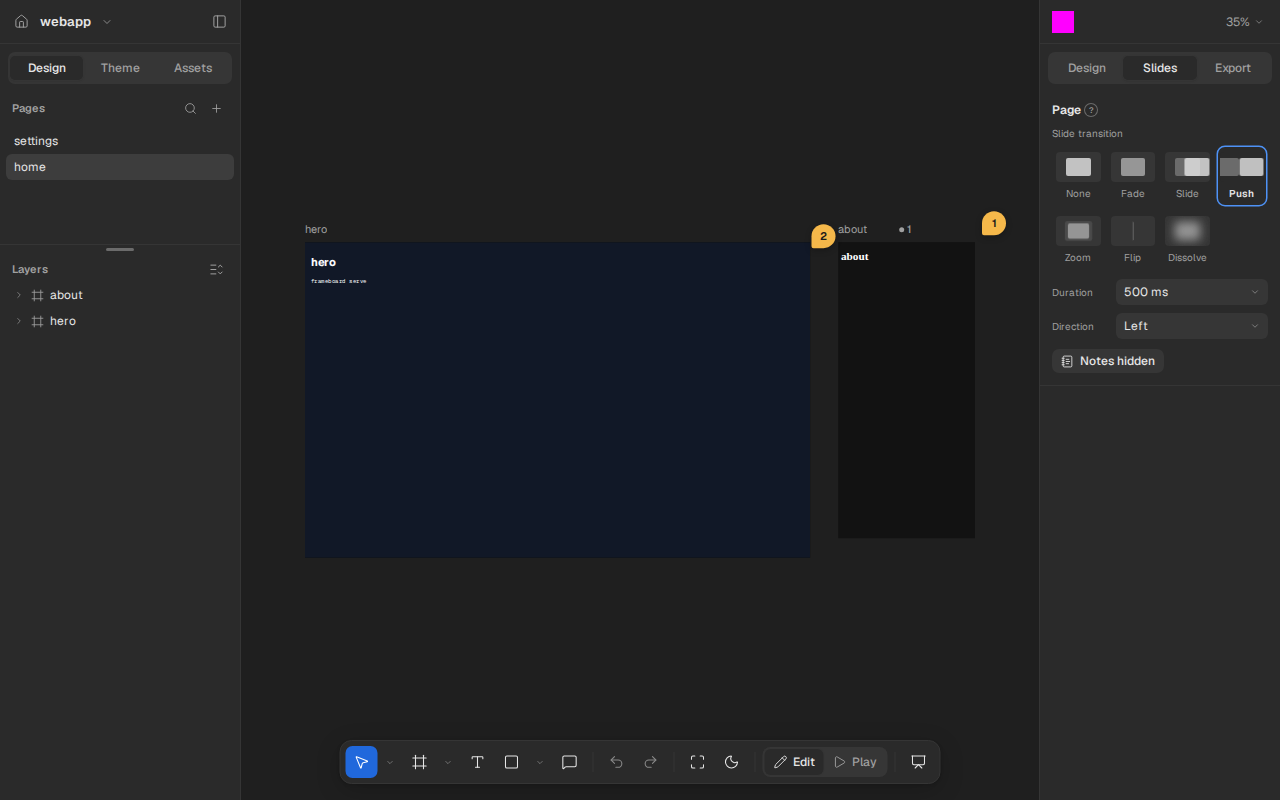 webapp
35%
Design
Theme
Assets
Design
Slides
Export
Pages
settings
home
Layers
about
hero
hero
2
about
1
1
hero
frameboard serve
about
Page ?
Slide transition
None
Fade
Slide
Push
Zoom
Flip
Dissolve
Duration
500 ms
Direction
Left
Notes hidden
Edit
Play